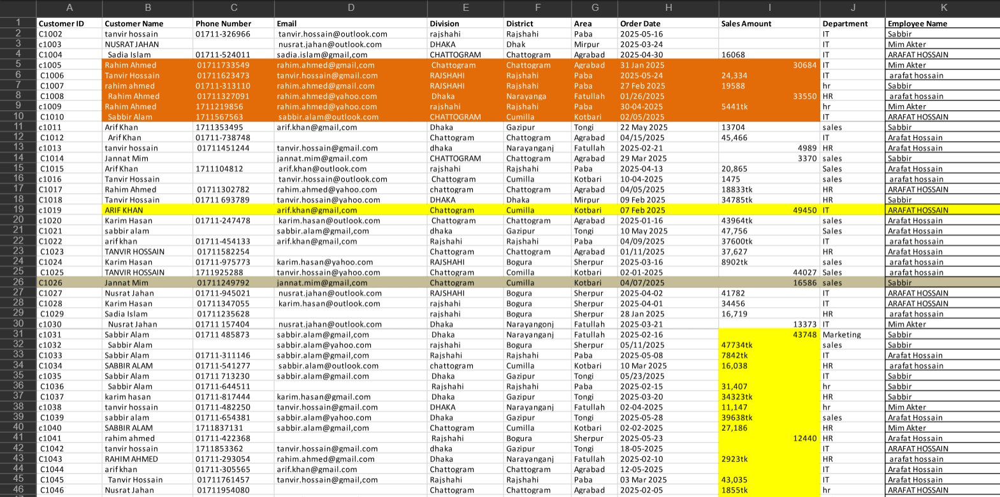 A B C D E F G H I J K
1 Customer ID Customer Name Phone Number Email Division District Area Order Date Sales Amount Department Employee Name
2 C1002 tanvir hossain 01711-326966 tanvir.hossain@outlook.com rajshahi Rajshahi Paba 2025-05-16 IT Sabbir
3 c1003 NUSRAT JAHAN nusrat.jahan@outlook.com DHAKA Dhak Mirpur 2025-03-24 IT Mim Akter
4 C1004 Sadia Islam 01711-524011 sadia.islam@gmail,com CHATTOGRAM Chattogram Agrabad 2025-04-30 16068 IT ARAFAT HOSSAIN
5 c1005 Rahim Ahmed 01711733549 rahim.ahmed@gmail,com Chattogram Chattogram Agrabad 31 Jan 2025 30684 IT Mim Akter
6 C1006 Tanvir Hossain 01711623473 tanvir.hossain@gmail,com RAJSHAHI Rajshahi Paba 2025-05-24 24,334 IT arafat hossain
7 C1007 rahim ahmed 01711-313110 rahim.ahmed@gmail,com RAJSHAHI Rajshahi Paba 27 Feb 2025 19588 hr Sabbir
8 C1008 Rahim Ahmed 01711327091 rahim.ahmed@yahoo.com Dhaka Narayanga Fatullah 01/26/2025 33550 HR arafat hossain
9 c1009 Rahim Ahmed 1711219856 rahim.ahmed@yahoo.com rajshahi Rajshahi Paba 30-04-2025 5441tk hr Mim Akter
10 C1010 Sabbir Alam 1711567563 sabbir.alam@outlook.com CHATTOGRAM Cumilla Kotbari 02/05/2025 IT ARAFAT HOSSAIN
11 c1011 Arif Khan 1711353495 arif.khan@gmail,com Dhaka Gazipur Tongi 22 May 2025 13704 sales Sabbir
12 C1012 Arif Khan 01711-738748 Chattogram Chattogram Agrabad 04/15/2025 45,466 IT Arafat Hossain
13 c1013 tanvir hossain 01711451244 tanvir.hossain@gmail.com dhaka Narayanganj Fatullah 2025-02-21 4989 HR Arafat Hossain
14 C1014 Jannat Mim jannat.mim@gmail.com CHATTOGRAM Chattogram Agrabad 29 Mar 2025 3370 sales Sabbir
15 C1015 Arif Khan 1711104812 arif.khan@outlook.com rajshahi Rajshahi Paba 2025-04-13 20,865 Sales Arafat Hossain
16 c1016 Tanvir Hossain tanvir.hossain@outlook.com Chattogram Cumilla Kotbari 10-04-2025 1475 sales arafat hossain
17 C1017 Rahim Ahmed 01711302782 rahim.ahmed@yahoo.com chattogram Chattogram Agrabad 04/05/2025 18833tk HR ARAFAT HOSSAIN
18 C1018 Tanvir Hossain 01711 693789 tanvir.hossain@yahoo.com DHAKA Dhaka Mirpur 09 Feb 2025 34785tk HR Sabbir
19 c1019 ARIF KHAN arif.khan@gmail,com Chattogram Cumilla Kotbari 07 Feb 2025 49450 IT ARAFAT HOSSAIN
20 c1020 Karim Hasan 01711-247478 karim.hasan@outlook.com Chattogram Chattogram Agrabad 2025-01-16 43964tk sales Arafat Hossain
21 C1021 sabbir alam sabbir.alam@gmail,com dhaka Gazipur Tongi 10 May 2025 47,756 Sales Arafat Hossain
22 C1022 arif khan 01711-454133 arif.khan@gmail,com Rajshahi Rajshahi Paba 04/09/2025 37600tk IT arafat hossain
23 C1023 TANVIR HOSSAIN 01711582254 Chattogram Chattogram Agrabad 01/11/2025 37,627 HR Arafat Hossain
24 C1024 Karim Hasan 01711-975773 karim.hasan@yahoo.com RAJSHAHI Bogura Sherpur 2025-03-16 8902tk sales arafat hossain
25 C1025 TANVIR HOSSAIN 1711925288 tanvir.hossain@yahoo.com Chattogram Comilla Kotbari 02-01-2025 44027 Sales arafat hossain
26 C1026 Jannat Mim 01711249792 jannat.mim@gmail,com Chattogram Cumilla Kotbari 04/07/2025 16586 sales Sabbir
27 C1027 Nusrat Jahan 01711-945021 nusrat.jahan@outlook.com RAJSHAHI Bogura Sherpur 2025-04-02 41782 IT ARAFAT HOSSAIN
28 C1028 Karim Hasan 01711347055 karim.hasan@outlook.com rajshahi Bogura Sherpur 2025-04-01 34456 IT ARAFAT HOSSAIN
29 C1029 Sadia Islam 01711235628 rajshahi Bogura Sherpur 28 Jan 2025 16,719 HR arafat hossain
30 c1030 Nusrat Jahan 01711 157404 nusrat.jahan@outlook.com Dhaka Narayangonj Fatullah 2025-03-21 13373 IT Mim Akter
31 c1031 Sabbir Alam 01711 485873 sabbir.alam@gmail,com Dhaka Narayanganj Fatullah 2025-02-16 43748 Marketing Sabbir
32 c1032 Sabbir Alam sabbir.alam@yahoo.com rajshahi Bogura Sherpur 05/11/2025 47734tk sales Sabbir
33 C1033 Sabbir Alam 01711-311146 sabbir.alam@gmail,com Rajshahi Rajshahi Paba 2025-05-08 7842tk IT Arafat Hossain
34 C1034 SABBIR ALAM 01711-541277 sabbir.alam@outlook.com chattogram Cumilla Kotbari 10 Mar 2025 16,038 HR arafat hossain
35 c1035 Sabbir Alam 01711 713230 sabbir.alam@gmail.com Dhaka Gazipur Tongi 05/23/2025 IT Sabbir
36 C1036 Sabbir Alam 01711-644511 Rajshahi Rajshahi Paba 2025-02-15 31,407 hr Sabbir
37 C1037 karim hasan 01711-817444 karim.hasan@gmail.com Dhaka Gazipur Tongi 2025-03-20 34323tk HR Sabbir
38 c1038 tanvir hossain 01711-482250 tanvir.hossain@gmail.com DHAKA Narayanganj Fatullah 02-04-2025 11,147 hr Mim Akter
39 C1039 sabbir alam 01711-654381 sabbir.alam@yahoo.com Dhaka Gazipur Tongi 2025-05-28 39638tk sales Arafat Hossain
40 c1040 SABBIR ALAM 1711837131 sabbir.alam@gmail,com Chattogram Cumilla Kotbari 02-02-2025 27,186 HR Mim Akter
41 c1041 rahim ahmed 01711-422368 Rajshahi Bogura Sherpur 2025-05-23 12440 HR Arafat Hossain
42 C1042 tanvir hossain 1711853362 tanvir.hossain@gmail.com dhaka Gazipur Tongi 18-05-2025 IT ARAFAT HOSSAIN
43 C1043 RAHIM AHMED 01711-293054 rahim.ahmed@gmail,com Dhaka Narayanganj Fatullah 2025-02-10 2923tk HR arafat hossain
44 C1044 arif khan 01711-305565 arif.khan@gmail.com Chattogram Chattogram Agrabad 12-05-2025 IT Arafat Hossain
45 C1045 Tanvir Hossain 01711761457 tanvir.hossain@gmail,com Rajshahi Rajshahi Paba 03 Mar 2025 43,035 IT Arafat Hossain
46 C1046 Nusrat Jahan 01711954080 Chattogram Chattogram Agrabad 2025-02-05 1855tk hr ARAFAT HOSSAIN